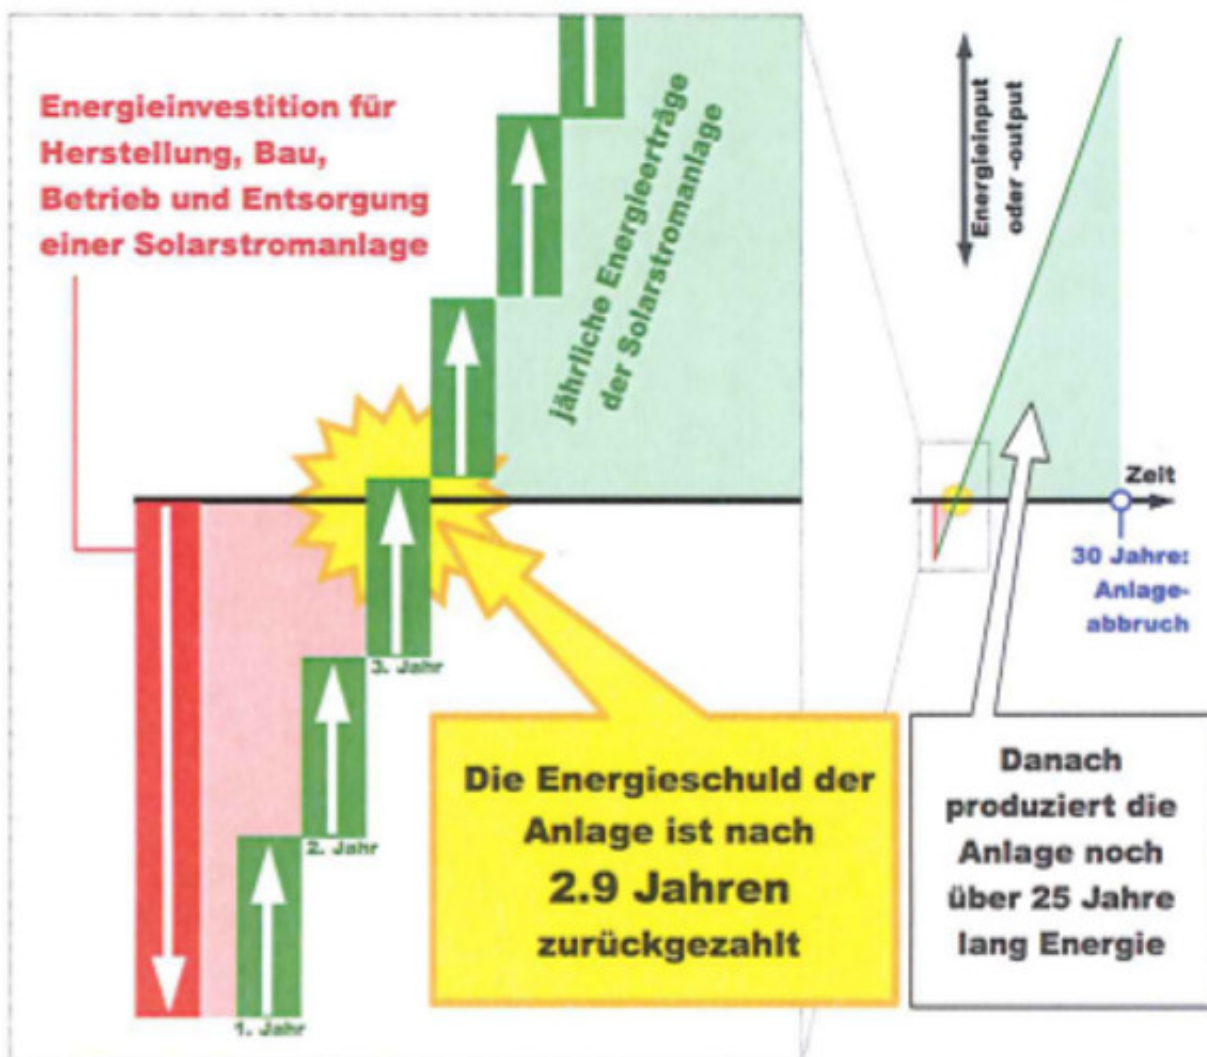 Energieinvestition für
Herstellung, Bau,
Betrieb und Entsorgung
einer Solarstromanlage
jährliche Energieerträge
der Solarstromanlage
Energieinput
oder -output
Zeit
30 Jahre:
Anlage-
abbruch
3. Jahr
2. Jahr
1. Jahr
Die Energieschuld der
Anlage ist nach
2.9 Jahren
zurückgezahlt
Danach
produziert die
Anlage noch
über 25 Jahre
lang Energie